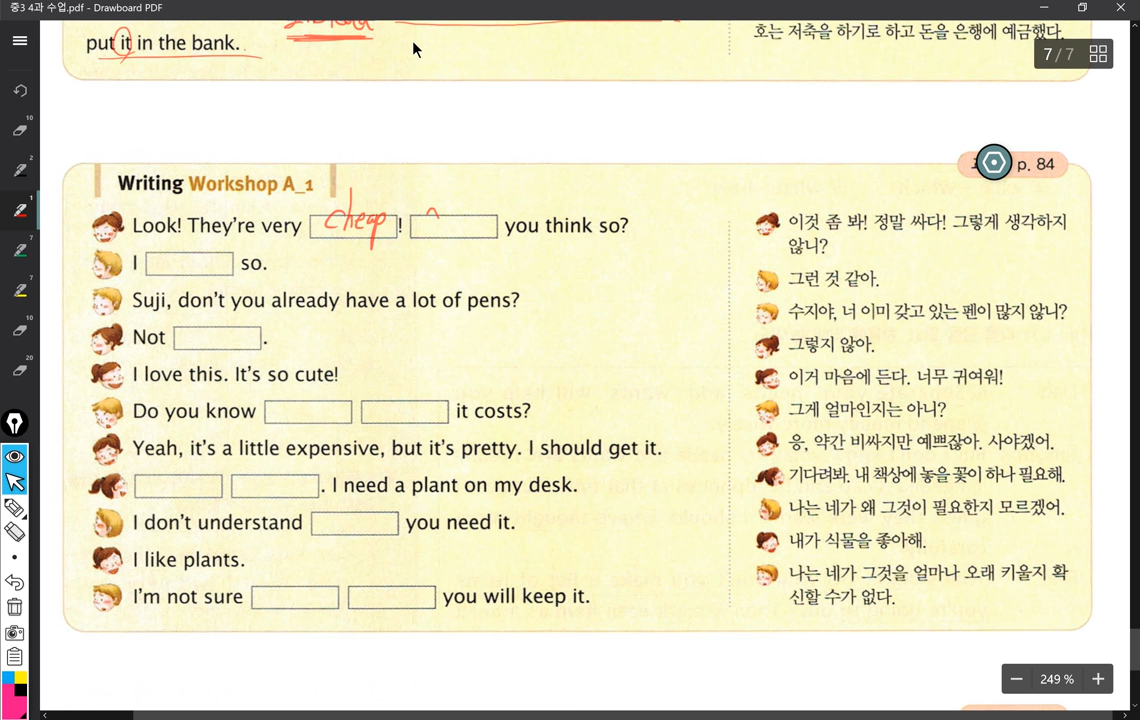 중3 4과 수업.pdf - Drawboard PDF
put it in the bank.
호는 저축을 하기로 하고 돈을 은행에 예금했다.
7 / 7
p. 84
Writing Workshop A_1
Look! They're very cheap! you think so?
I so.
Suji, don't you already have a lot of pens?
Not .
I love this. It's so cute!
Do you know it costs?
Yeah, it's a little expensive, but it's pretty. I should get it.
. I need a plant on my desk.
I don't understand you need it.
I like plants.
I'm not sure you will keep it.
이것 좀 봐! 정말 싸다! 그렇게 생각하지
않니?
그런 것 같아.
수지야, 너 이미 갖고 있는 펜이 많지 않니?
그렇지 않아.
이거 마음에 든다. 너무 귀여워!
그게 얼마인지는 아니?
응, 약간 비싸지만 예쁘잖아. 사야겠어.
기다려봐. 내 책상에 놓을 꽃이 하나 필요해.
나는 네가 왜 그것이 필요한지 모르겠어.
내가 식물을 좋아해.
나는 네가 그것을 얼마나 오래 키울지 확
신할 수가 없다.
249 %
10
2
1
7
7
10
20